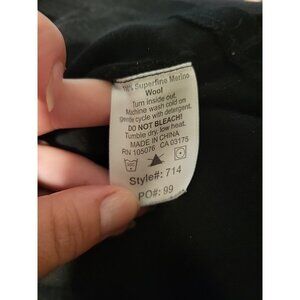 100% Superfine Merino
Wool
Turn inside out.
Machine wash cold on
gentle cycle with detergent.
DO NOT BLEACH!
Tumble dry, low heat.
MADE IN CHINA
RN 105076 CA 03175
Style#: 714
PO#: 99